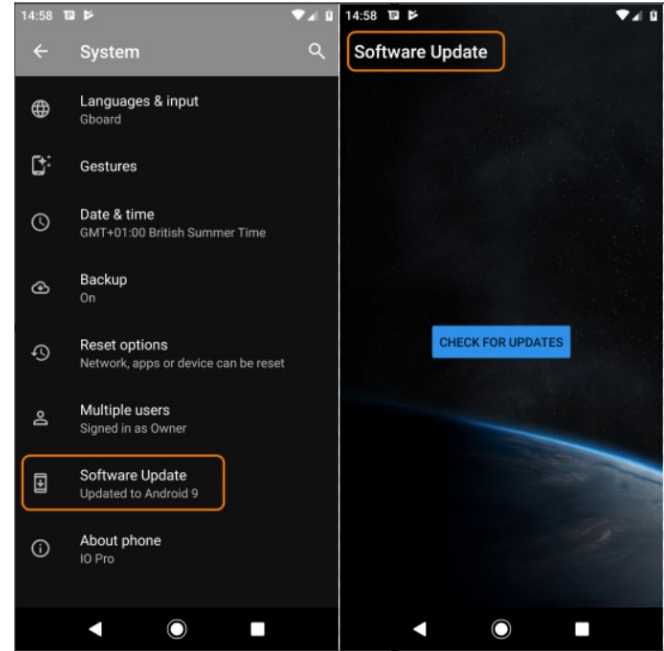 14:58
System
Languages & input
Gboard
Gestures
Date & time
GMT+01:00 British Summer Time
Backup
On
Reset options
Network, apps or device can be reset
Multiple users
Signed in as Owner
Software Update
Updated to Android 9
About phone
IO Pro
14:58
Software Update
CHECK FOR UPDATES